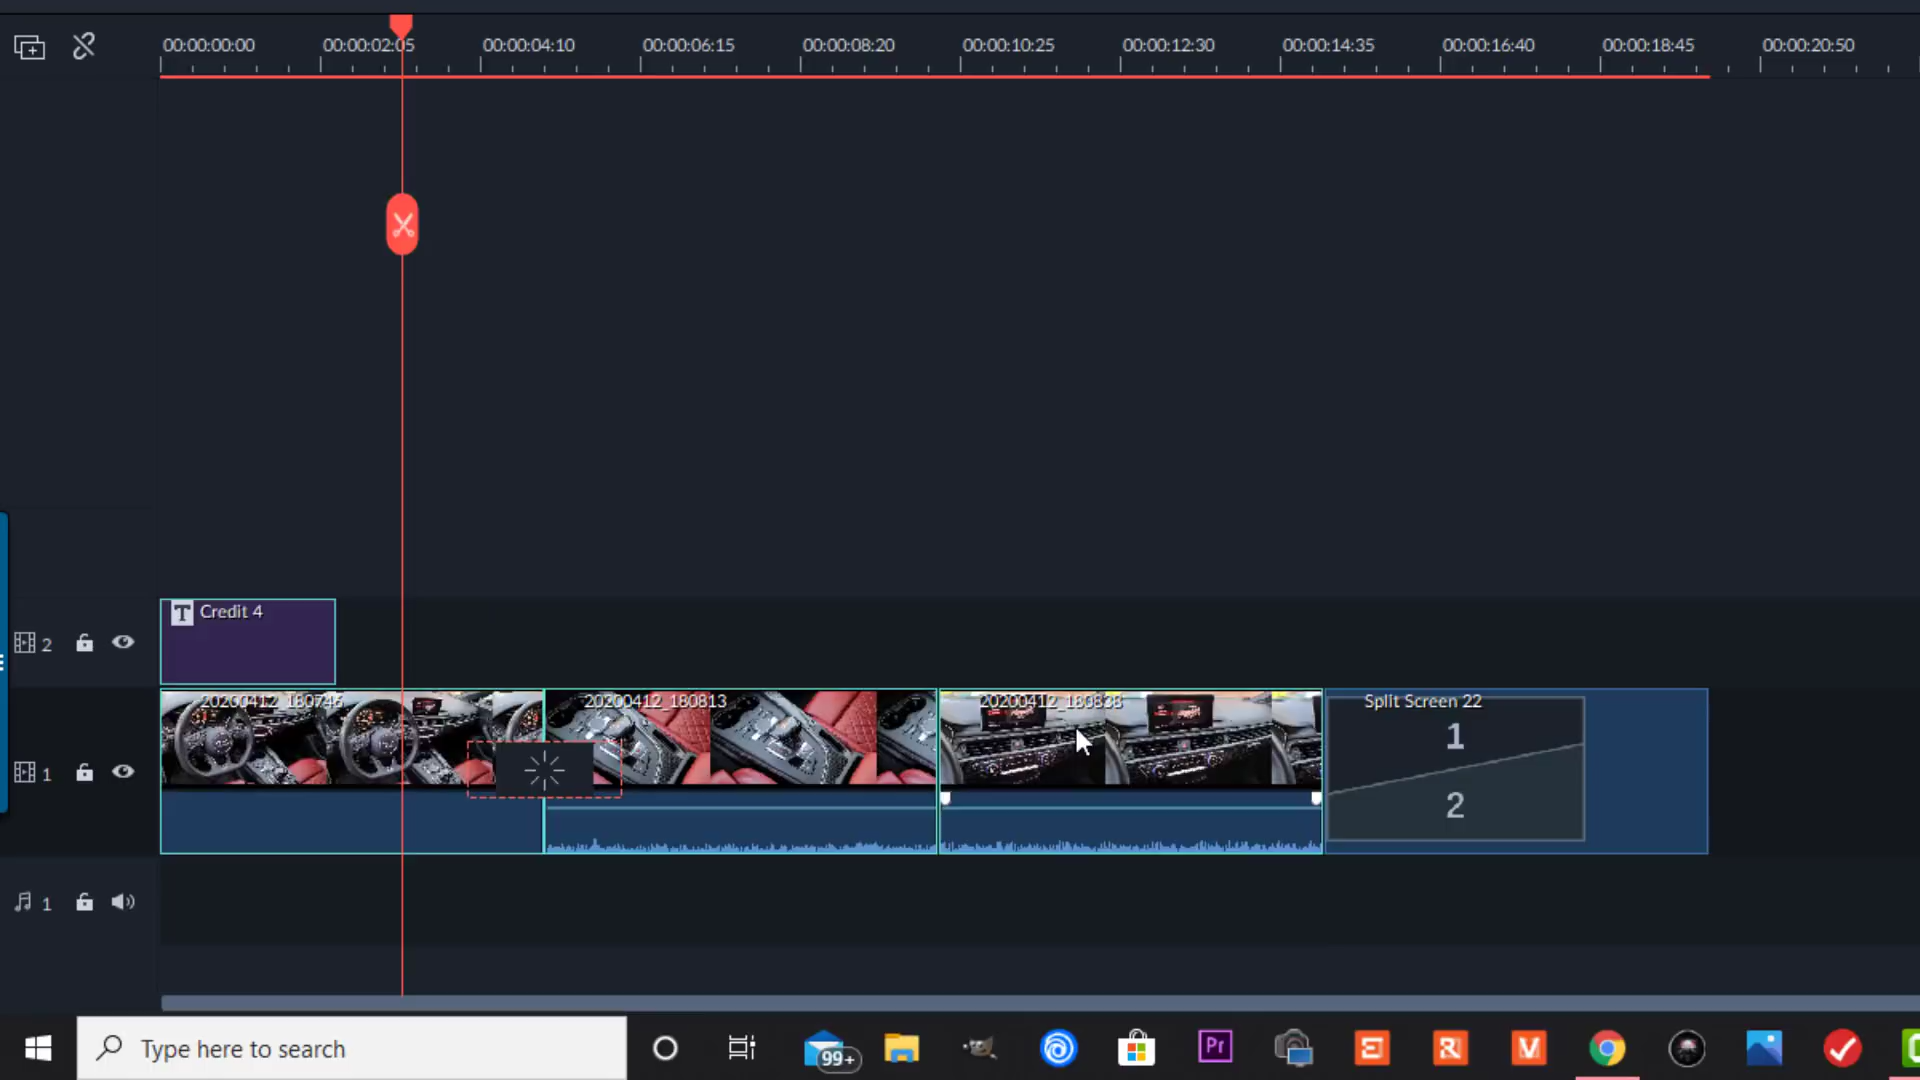 00:00:00:00 00:00:02:05 00:00:04:10 00:00:06:15 00:00:08:20 00:00:10:25 00:00:12:30 00:00:14:35 00:00:16:40 00:00:18:45 00:00:20:50
T Credit 4
2
20200412_180746 20200412_180813 20200412_180838 Split Screen 22
1
1
2
1
Type here to search
99+
Pr